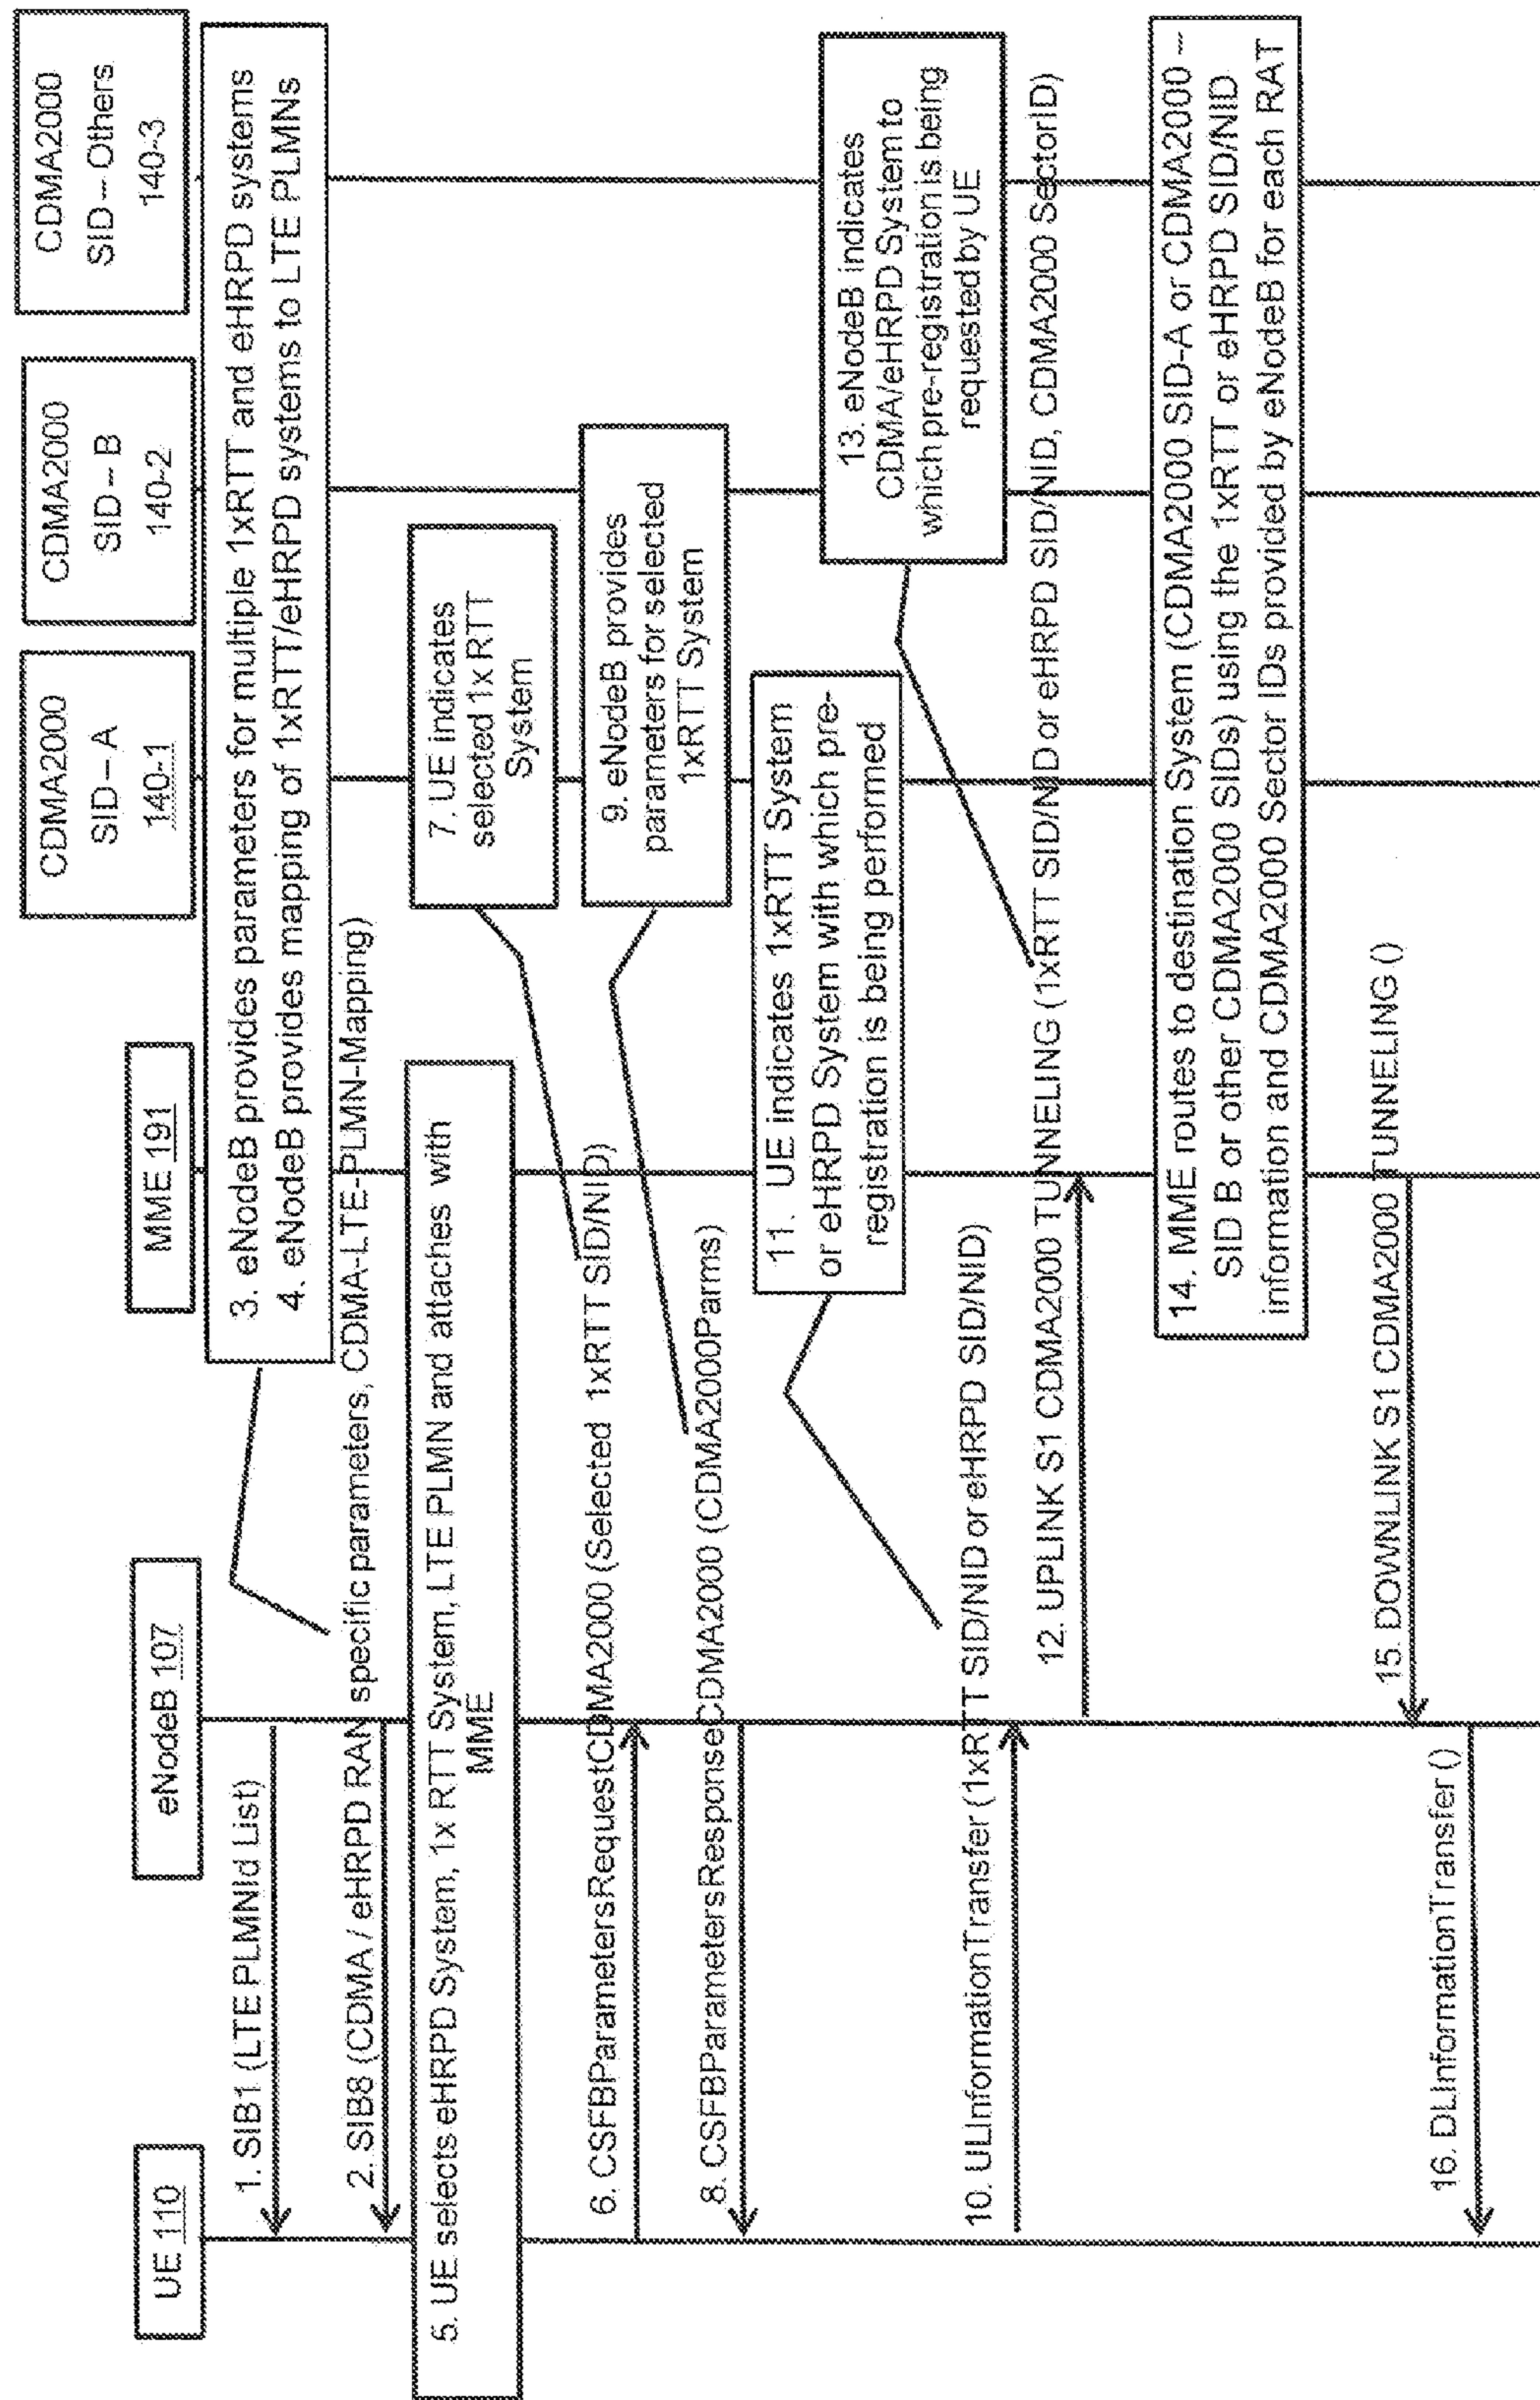 UE 110
eNodeB 107
MME 191
CDMA2000
SID – A
140-1
CDMA2000
SID – B
140-2
CDMA2000
SID – Others
140-3
1. SIB1 (LTE PLMNId List)
3. eNodeB provides parameters for multiple 1xRTT and eHRPD systems
4. eNodeB provides mapping of 1xRTT/eHRPD systems to LTE PLMNs
2. SIB8 (CDMA / eHRPD RAN specific parameters, CDMA-LTE-PLMN-Mapping)
5. UE selects eHRPD System, 1x RTT System, LTE PLMN and attaches with
MME
7. UE indicates
selected 1x RTT
System
6. CSFBParametersRequestCDMA2000 (Selected 1xRTT SID/NID)
9. eNodeB provides
parameters for selected
1xRTT System
8. CSFBParametersResponseCDMA2000 (CDMA2000Parms)
11. UE indicates 1xRTT System
or eHRPD System with which pre-
registration is being performed
13. eNodeB indicates
CDMA/eHRPD System to
which pre-registration is being
requested by UE
10. ULInformationTransfer (1xRTT SID/NID or eHRPD SID/NID)
12. UPLINK S1 CDMA2000 TUNNELING (1xRTT SID/NID or eHRPD SID/NID, CDMA2000 SectorID)
14. MME routes to destination System (CDMA2000 SID-A or CDMA2000 –
SID B or other CDMA2000 SIDs) using the 1xRTT or eHRPD SID/NID
information and CDMA2000 Sector IDs provided by eNodeB for each RAT
15. DOWNLINK S1 CDMA2000 TUNNELING ()
16. DLInformationTransfer ()